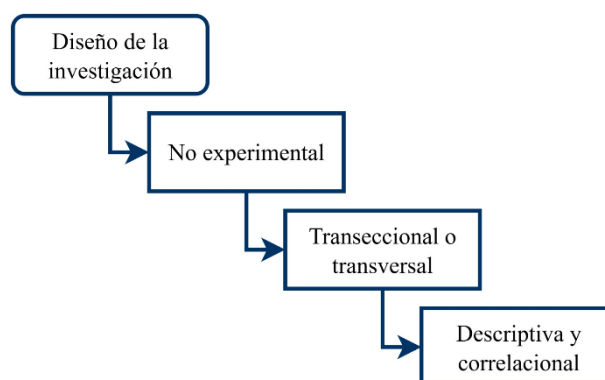 Diseño de la
investigación
No experimental
Transeccional o
transversal
Descriptiva y
correlacional